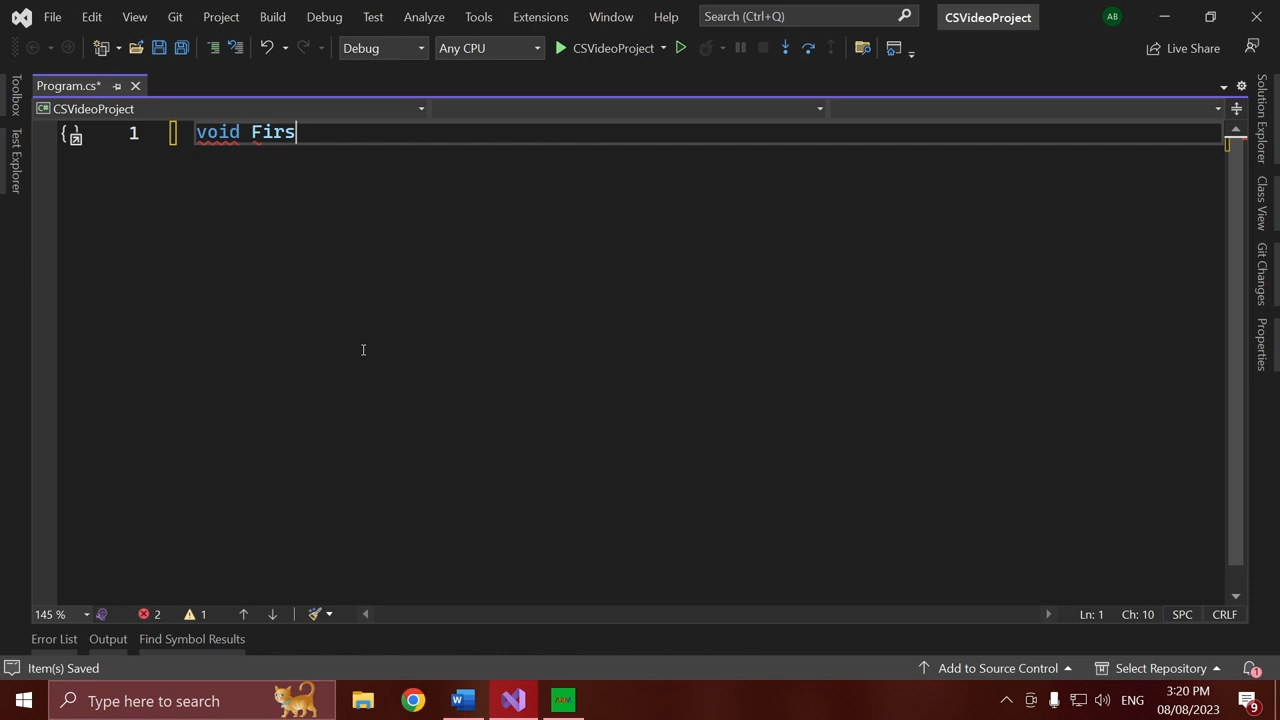 File Edit View Git Project Build Debug Test Analyze Tools Extensions Window Help Search (Ctrl+Q) CSVideoProject AB
Debug Any CPU CSVideoProject Live Share
Program.cs*
C# CSVideoProject
1 void Firs
Toolbox
Test Explorer
Solution Explorer
Class View
Git Changes
Properties
145 % 2 1 Ln: 1 Ch: 10 SPC CRLF
Error List Output Find Symbol Results
Item(s) Saved Add to Source Control Select Repository 1
Type here to search ENG 3:20 PM
08/08/2023 9